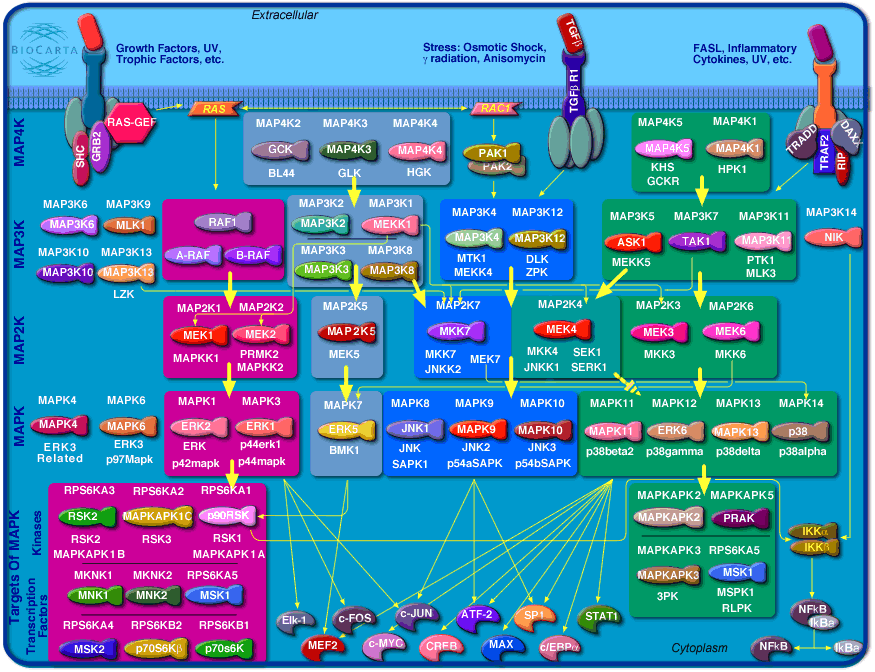 Extracellular
BIOCARTA
Growth Factors, UV,
Trophic Factors, etc.
Stress: Osmotic Shock,
γ radiation, Anisomycin
FASL, Inflammatory
Cytokines, UV, etc.
TGFβ
TGFβ R1
RAS-GEF
SHC
GRB2
RAS
RAC1
TRADD
TRAF2
RIP
DAXX
MAP4K
MAP4K2 MAP4K3 MAP4K4
GCK MAP4K3 MAP4K4
BL44 GLK HGK
PAK1
PAK2
MAP4K5 MAP4K1
MAP4K5 MAP4K1
KHS HPK1
GCKR
MAP3K
MAP3K6 MAP3K9
MAP3K6 MLK1
MAP3K10 MAP3K13
MAP3K10 MAP3K13
LZK
RAF1
A-RAF B-RAF
MAP3K2 MAP3K1
MAP3K2 MEKK1
MAP3K3 MAP3K8
MAP3K3 MAP3K8
MAP3K4 MAP3K12
MAP3K4 MAP3K12
MTK1 DLK
MEKK4 ZPK
MAP3K5 MAP3K7 MAP3K11
ASK1 TAK1 MAP3K11
MEKK5 PTK1
MLK3
MAP3K14
NIK
MAP2K
MAP2K1 MAP2K2
MEK1 MEK2
MAPKK1 PRMK2
MAPKK2
MAP2K5
MAP2K5
MEK5
MAP2K7
MKK7
MKK7 MEK7
JNKK2
MAP2K4
MEK4
MKK4 SEK1
JNKK1 SERK1
MAP2K3 MAP2K6
MEK3 MEK6
MKK3 MKK6
MAPK
MAPK4 MAPK6
MAPK4 MAPK6
ERK3 ERK3
Related p97Mapk
MAPK1 MAPK3
ERK2 ERK1
ERK p44erk1
p42mapk p44mapk
MAPK7
ERK5
BMK1
MAPK8 MAPK9 MAPK10
JNK1 MAPK9 MAPK10
JNK JNK2 JNK3
SAPK1 p54aSAPK p54bSAPK
MAPK11 MAPK12 MAPK13 MAPK14
MAPK11 ERK6 MAPK13 p38
p38beta2 p38gamma p38delta p38alpha
Targets Of MAPK
Kinases
Transcription
Factors
RPS6KA3 RPS6KA2 RPS6KA1
RSK2 MAPKAPK1C p90RSK
RSK2 RSK3 RSK1
MAPKAPK1B MAPKAPK1A
MKNK1 MKNK2 RPS6KA5
MNK1 MNK2 MSK1
RPS6KA4 RPS6KB2 RPS6KB1
MSK2 p70S6Kβ p70s6K
MAPKAPK2 MAPKAPK5
MAPKAPK2 PRAK
MAPKAPK3 RPS6KA5
MAPKAPK3 MSK1
3PK MSPK1
RLPK
IKKα
IKKβ
NFkB
IkBa
NFkB
IkBa
Elk-1 c-FOS c-JUN ATF-2 SP1 STAT1
MEF2 c-MYC CREB MAX c/EBPα
Cytoplasm